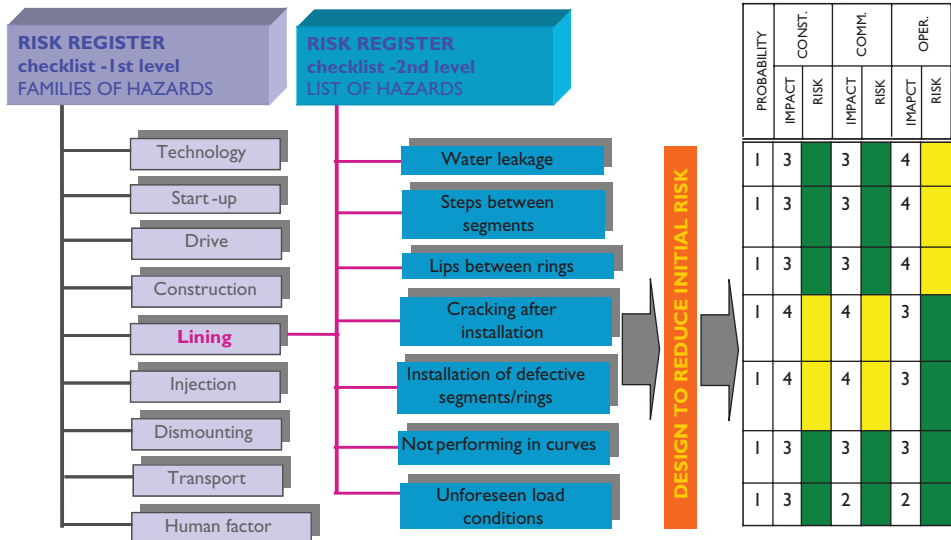 RISK REGISTER
checklist -1st level
FAMILIES OF HAZARDS
Technology
Start-up
Drive
Construction
Lining
Injection
Dismounting
Transport
Human factor
RISK REGISTER
checklist -2nd level
LIST OF HAZARDS
Water leakage
Steps between
segments
Lips between rings
Cracking after
installation
Installation of defective
segments/rings
Not performing in curves
Unforeseen load
conditions
DESIGN TO REDUCE INITIAL RISK
PROBABILITY CONST. COMM. OPER.
IMPACT RISK IMPACT RISK IMAPCT RISK
1 3 3 4
1 3 3 4
1 3 3 4
1 4 4 3
1 4 4 3
1 3 3 3
1 3 2 2